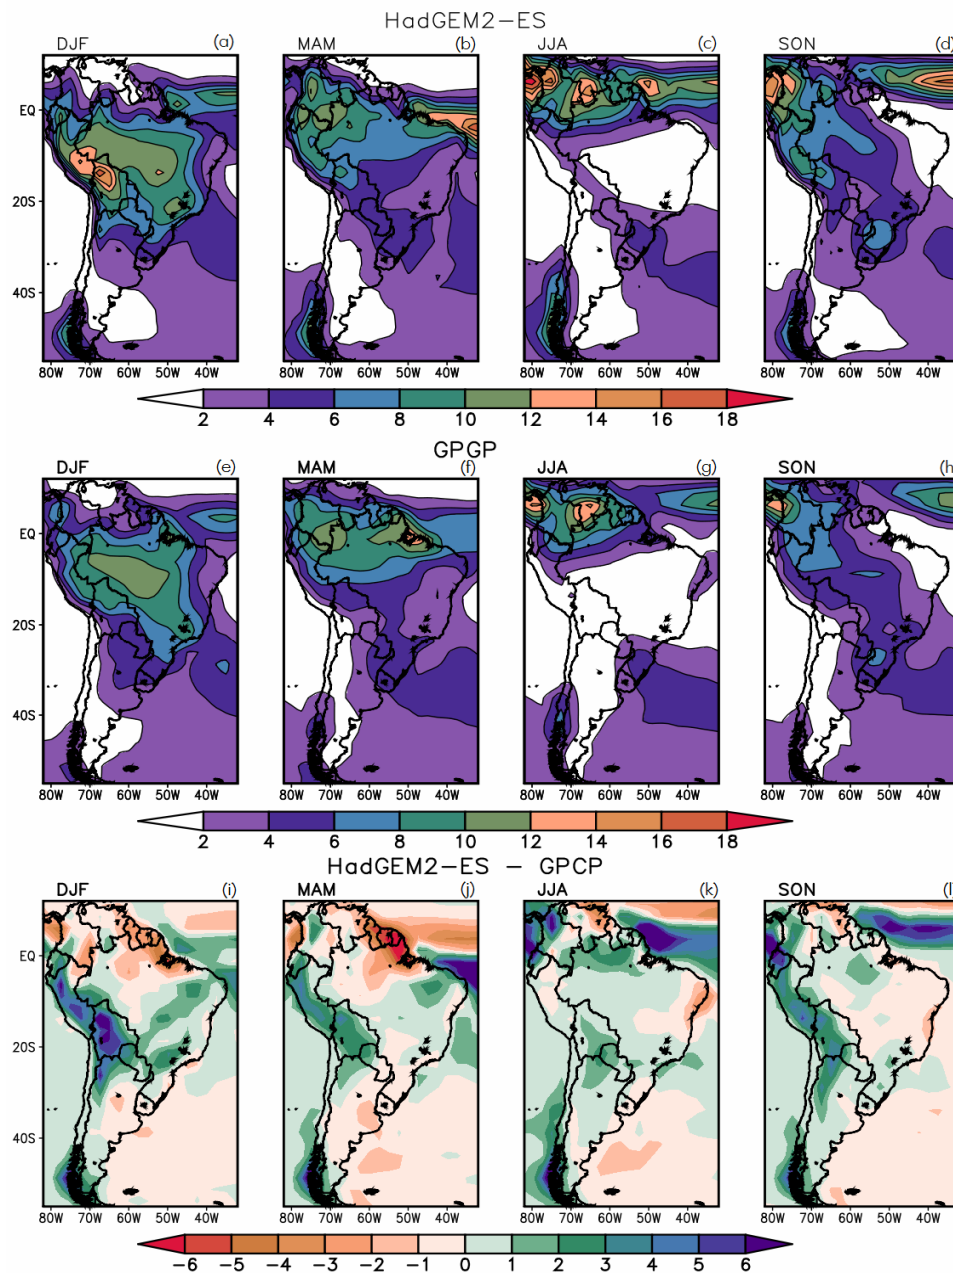 HadGEM2-ES
DJF (a) MAM (b) JJA (c) SON (d)
EQ
20S
40S
80W 70W 60W 50W 40W 80W 70W 60W 50W 40W 80W 70W 60W 50W 40W 80W 70W 60W 50W 40W
2 4 6 8 10 12 14 16 18
GPGP
DJF (e) MAM (f) JJA (g) SON (h)
EQ
20S
40S
80W 70W 60W 50W 40W 80W 70W 60W 50W 40W 80W 70W 60W 50W 40W 80W 70W 60W 50W 40W
2 4 6 8 10 12 14 16 18
HadGEM2-ES - GPCP
DJF (i) MAM (j) JJA (k) SON (l
EQ
20S
40S
80W 70W 60W 50W 40W 80W 70W 60W 50W 40W 80W 70W 60W 50W 40W 80W 70W 60W 50W 40W
-6 -5 -4 -3 -2 -1 0 1 2 3 4 5 6